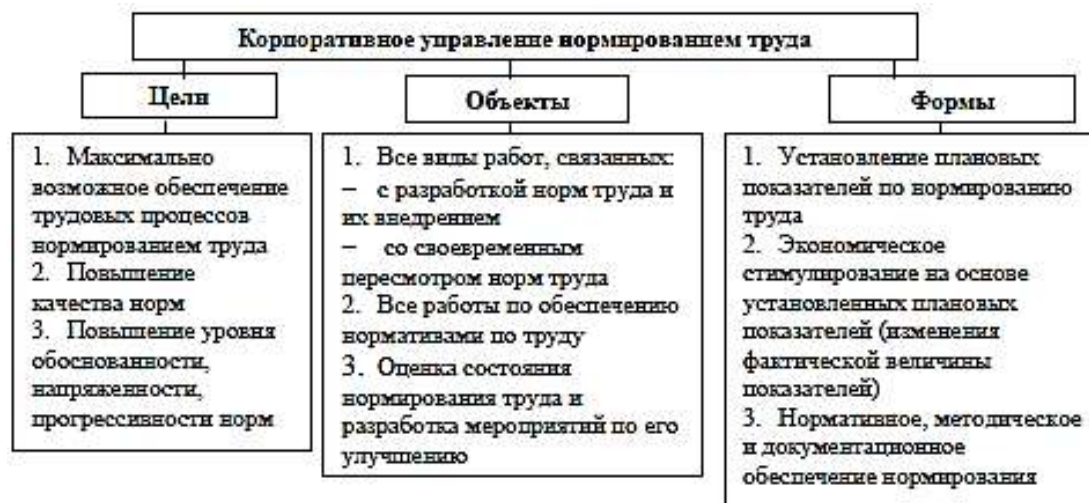 Корпоративное управление нормированием труда
Цели
1. Максимально
возможное обеспечение
трудовых процессов
нормированием труда
2. Повышение
качества норм
3. Повышение уровня
обоснованности,
напряженности,
прогрессивности норм
Объекты
1. Все виды работ, связанных:
– с разработкой норм труда и
их внедрением
– со своевременным
пересмотром норм труда
2. Все работы по обеспечению
нормативами по труду
3. Оценка состояния
нормирования труда и
разработка мероприятий по его
улучшению
Формы
1. Установление плановых
показателей по нормированию
труда
2. Экономическое
стимулирование на основе
установленных плановых
показателей (изменения
фактической величины
показателей)
3. Нормативное, методическое
и документационное
обеспечение нормирования